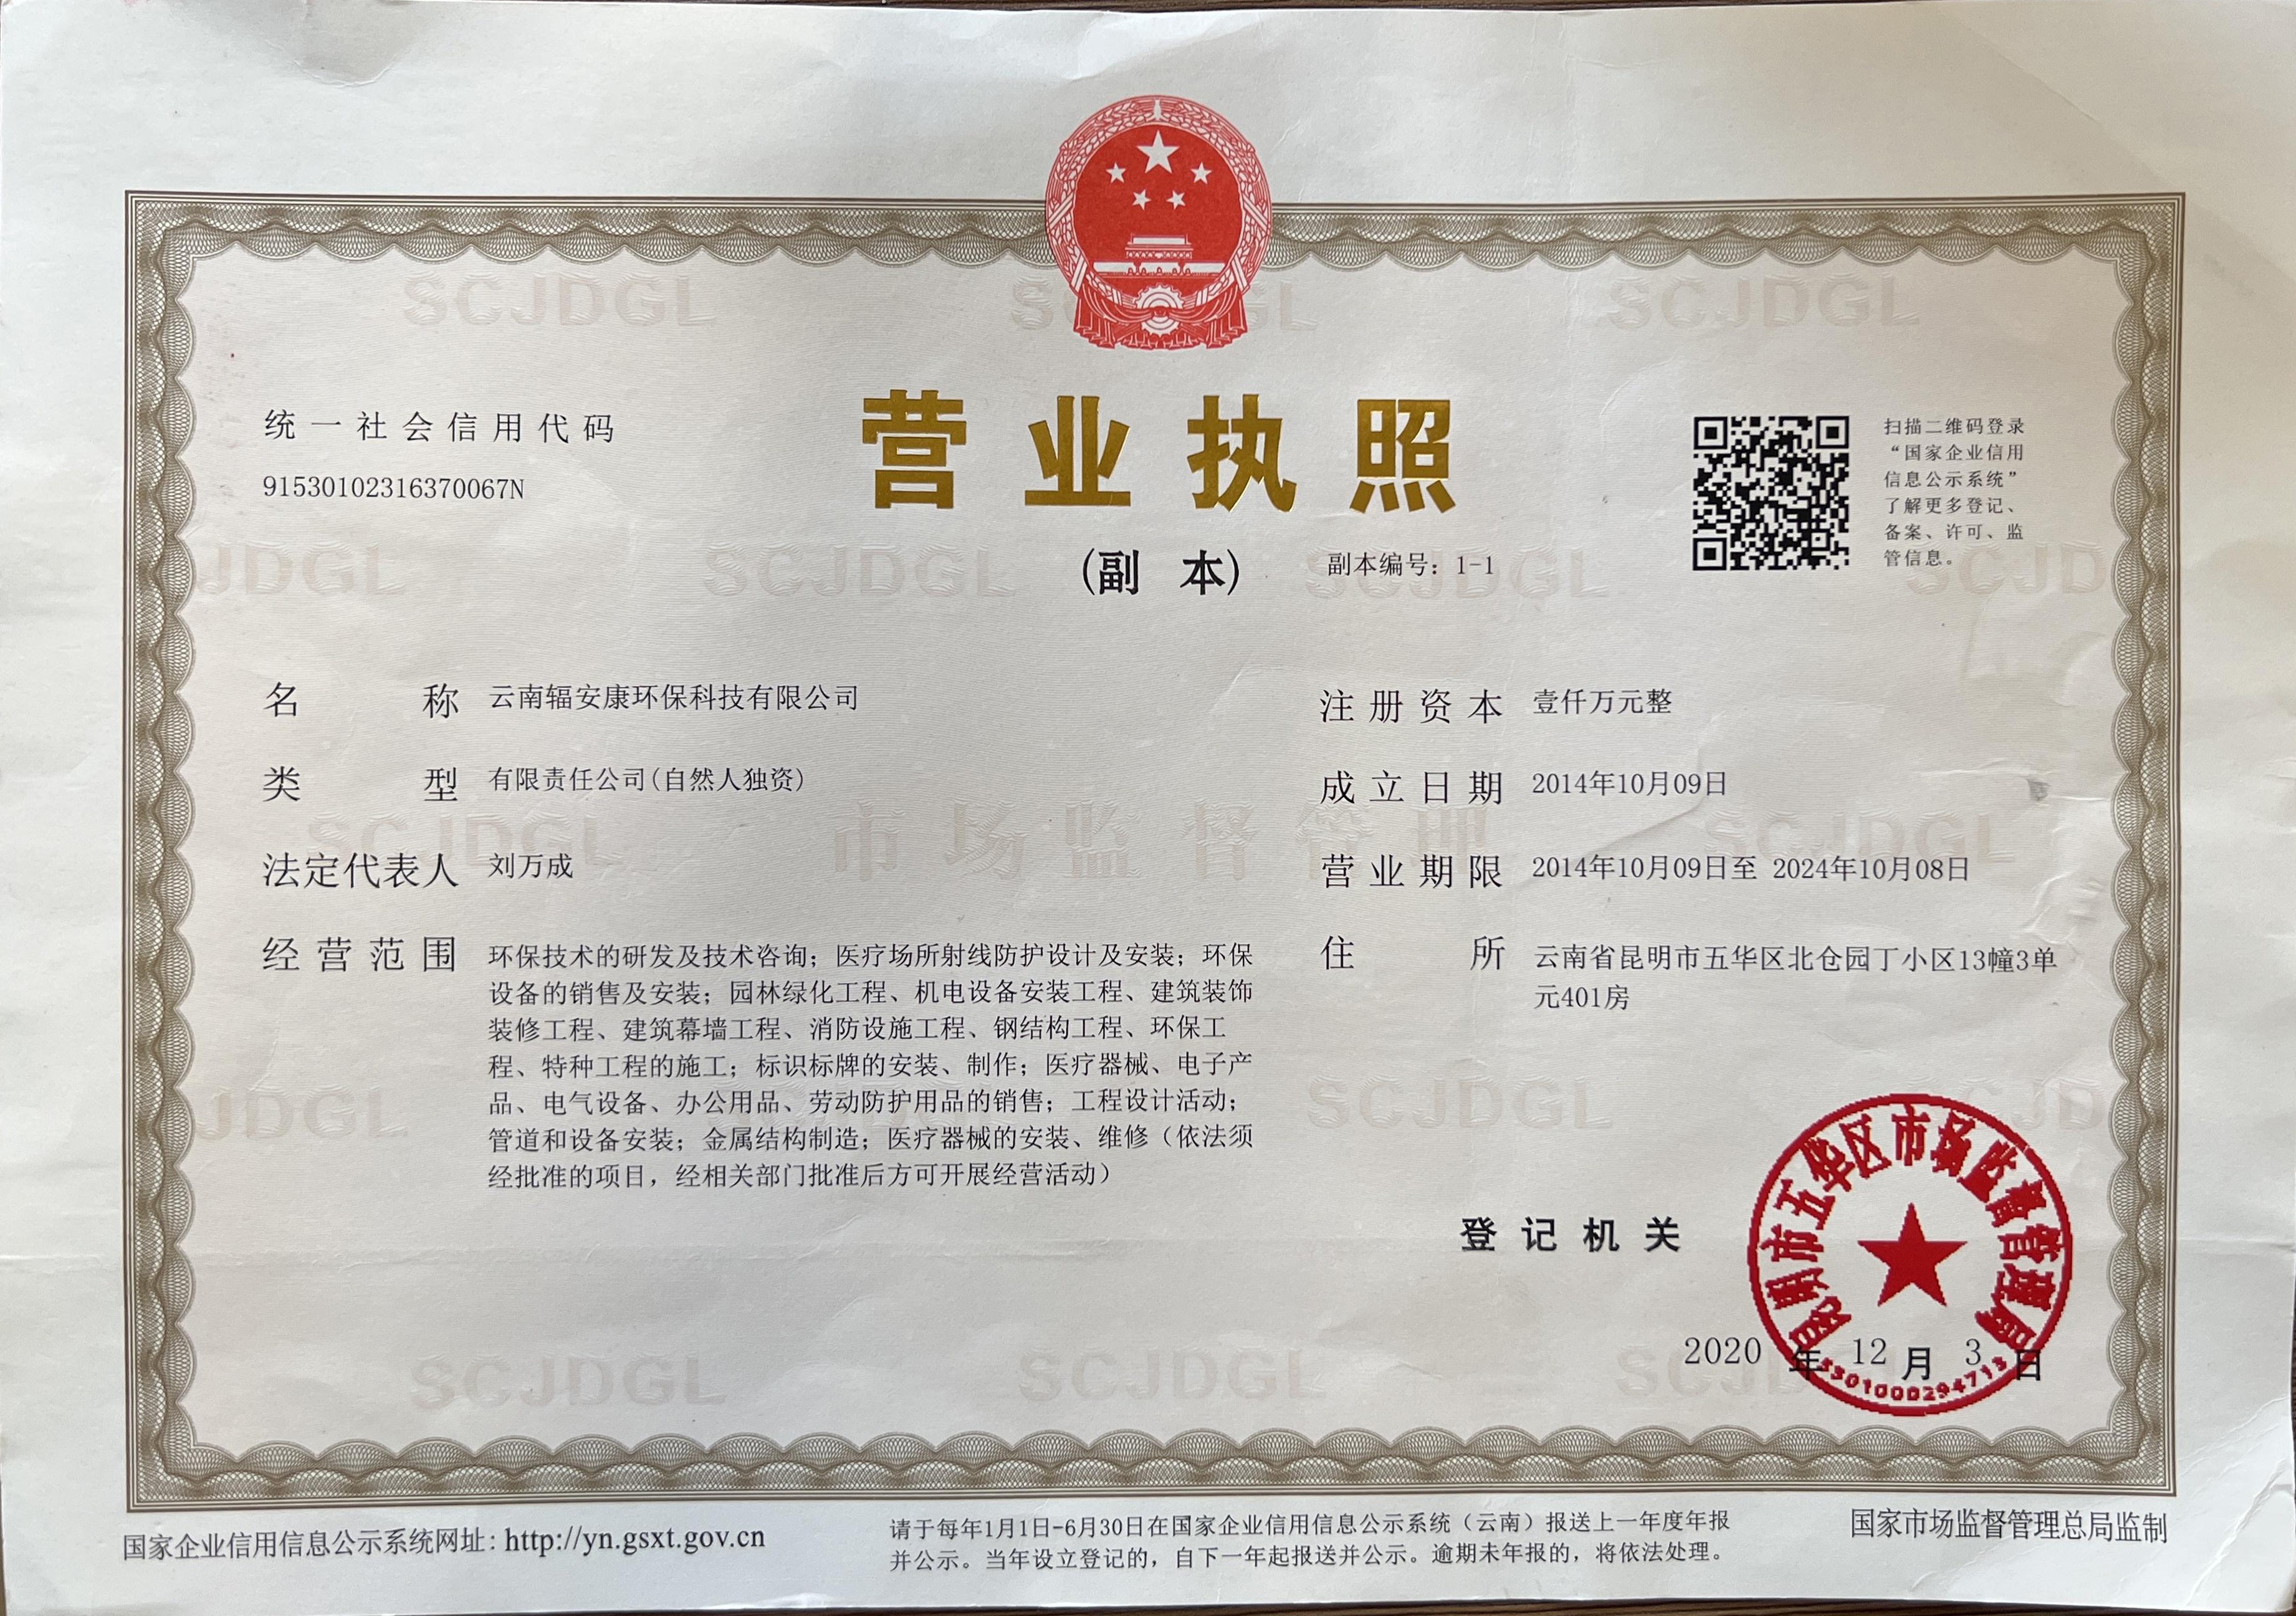 营业执照
(副 本)
副本编号：1-1
统一社会信用代码
91530102316370067N
扫描二维码登录
“国家企业信用
信息公示系统”
了解更多登记、
备案、许可、监
管信息。
名 称 云南辐安康环保科技有限公司
类 型 有限责任公司(自然人独资)
法定代表人 刘万成
经营范围 环保技术的研发及技术咨询；医疗场所射线防护设计及安装；环保
设备的销售及安装；园林绿化工程、机电设备安装工程、建筑装饰
装修工程、建筑幕墙工程、消防设施工程、钢结构工程、环保工
程、特种工程的施工；标识标牌的安装、制作；医疗器械、电子产
品、电气设备、办公用品、劳动防护用品的销售；工程设计活动；
管道和设备安装；金属结构制造；医疗器械的安装、维修（依法须
经批准的项目，经相关部门批准后方可开展经营活动）
注册资本 壹仟万元整
成立日期 2014年10月09日
营业期限 2014年10月09日至 2024年10月08日
住 所 云南省昆明市五华区北仓园丁小区13幢3单
元401房
登记机关
昆明市五华区市场监督管理局
5301000294713
2020 年 12 月 3 日
SCJDGL
市场监督管理
国家企业信用信息公示系统网址：http://yn.gsxt.gov.cn
请于每年1月1日-6月30日在国家企业信用信息公示系统（云南）报送上一年度年报
并公示。当年设立登记的，自下一年起报送并公示。逾期未年报的，将依法处理。
国家市场监督管理总局监制